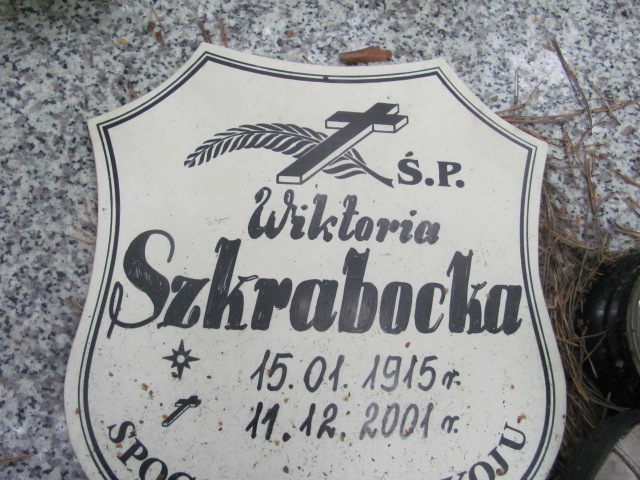 Ś.P.
Wiktoria
Szkrabocka
15.01.1915 r.
11.12.2001 r.